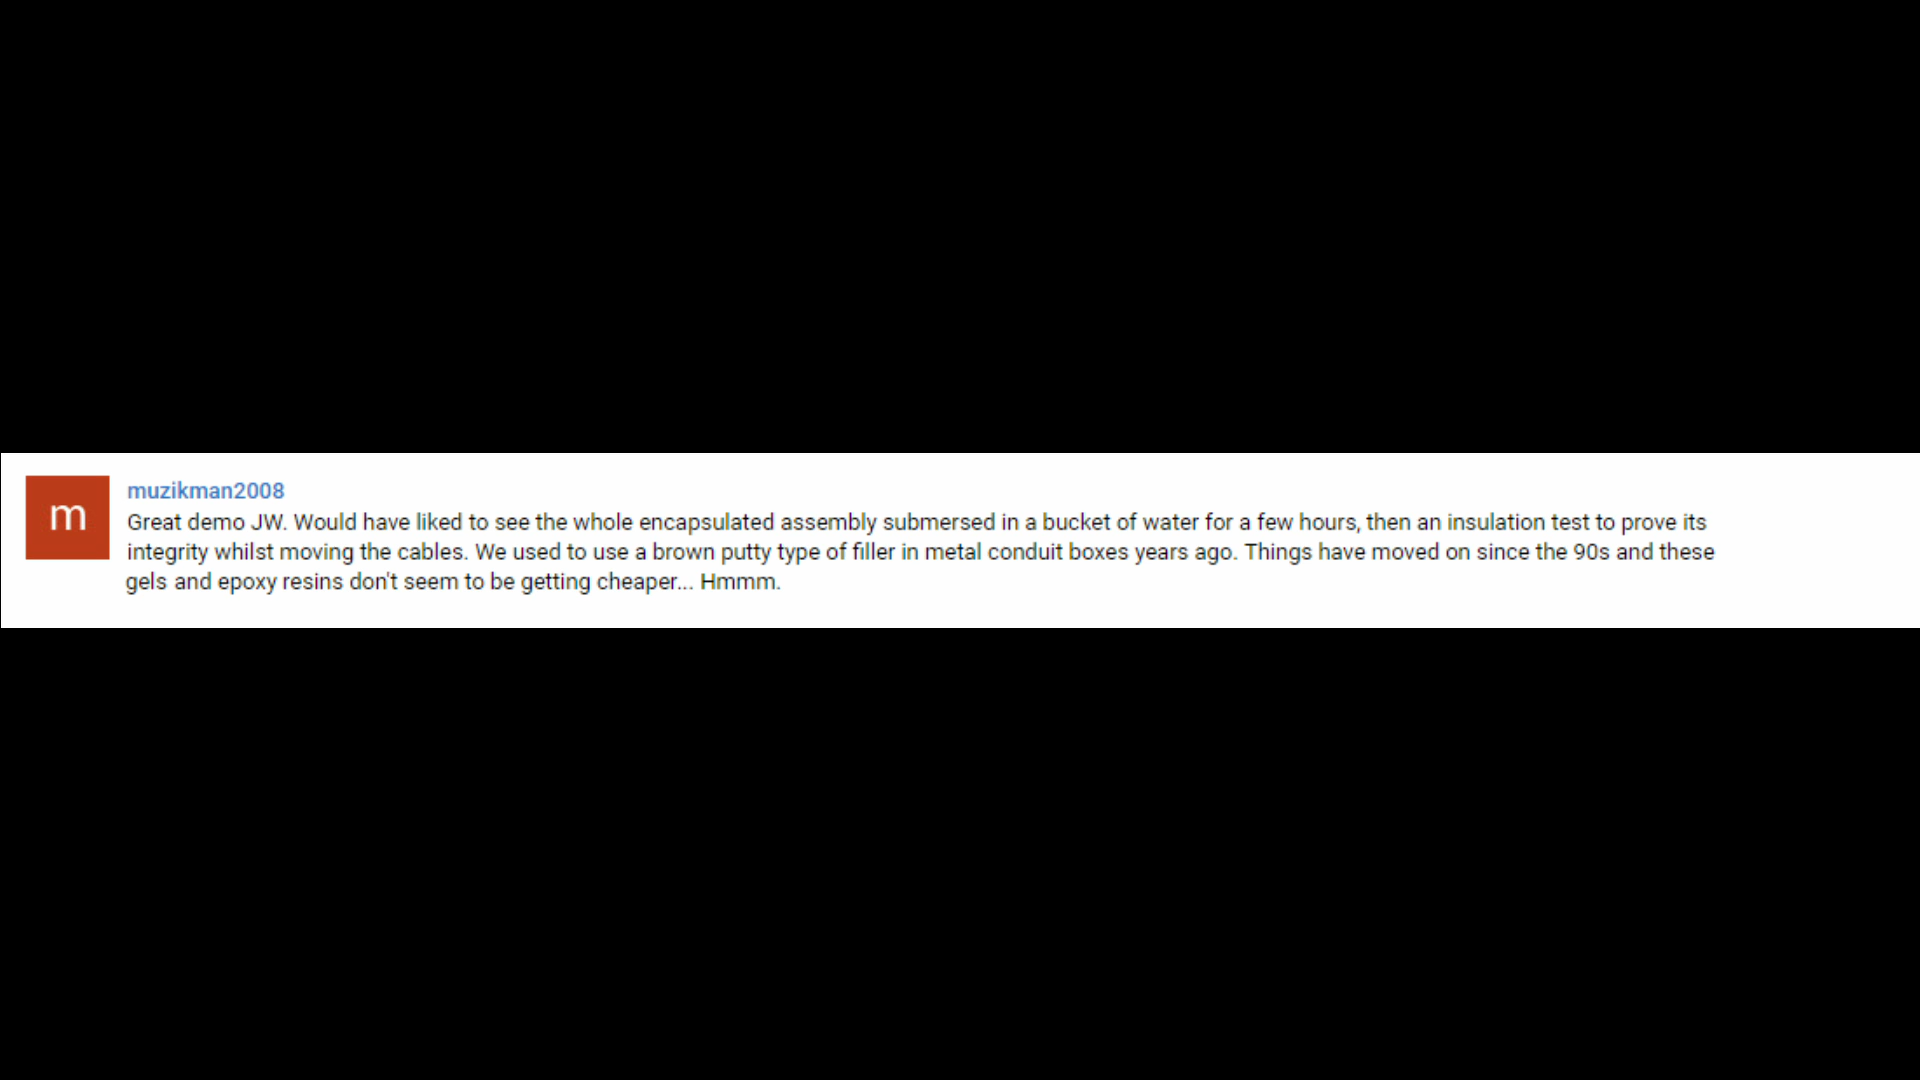 m
muzikman2008
Great demo JW. Would have liked to see the whole encapsulated assembly submersed in a bucket of water for a few hours, then an insulation test to prove its
integrity whilst moving the cables. We used to use a brown putty type of filler in metal conduit boxes years ago. Things have moved on since the 90s and these
gels and epoxy resins don't seem to be getting cheaper... Hmmm.